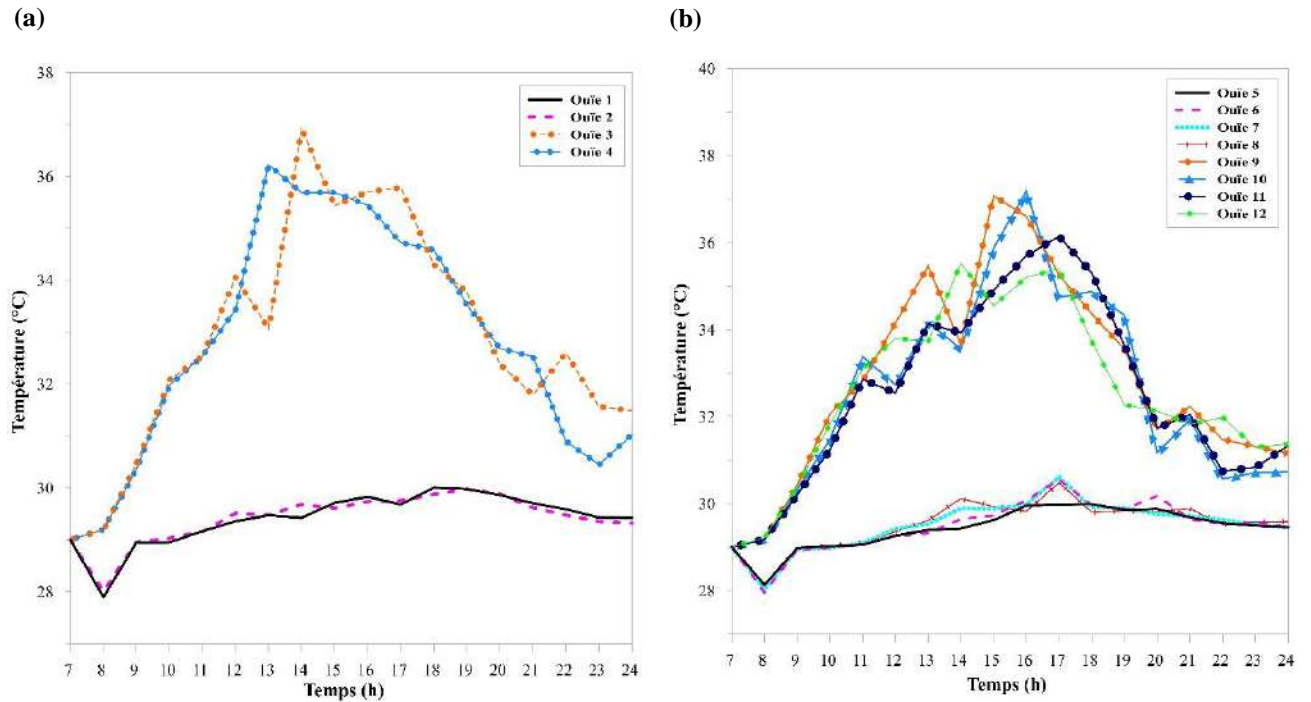 (a)
(b)
38
36
34
32
30
28
Température (°C)
Ouïe 1
Ouïe 2
Ouïe 3
Ouïe 4
7 8 9 10 11 12 13 14 15 16 17 18 19 20 21 22 23 24
Temps (h)
40
38
36
34
32
30
28
Température (°C)
Ouïe 5
Ouïe 6
Ouïe 7
Ouïe 8
Ouïe 9
Ouïe 10
Ouïe 11
Ouïe 12
7 8 9 10 11 12 13 14 15 16 17 18 19 20 21 22 23 24
Temps (h)